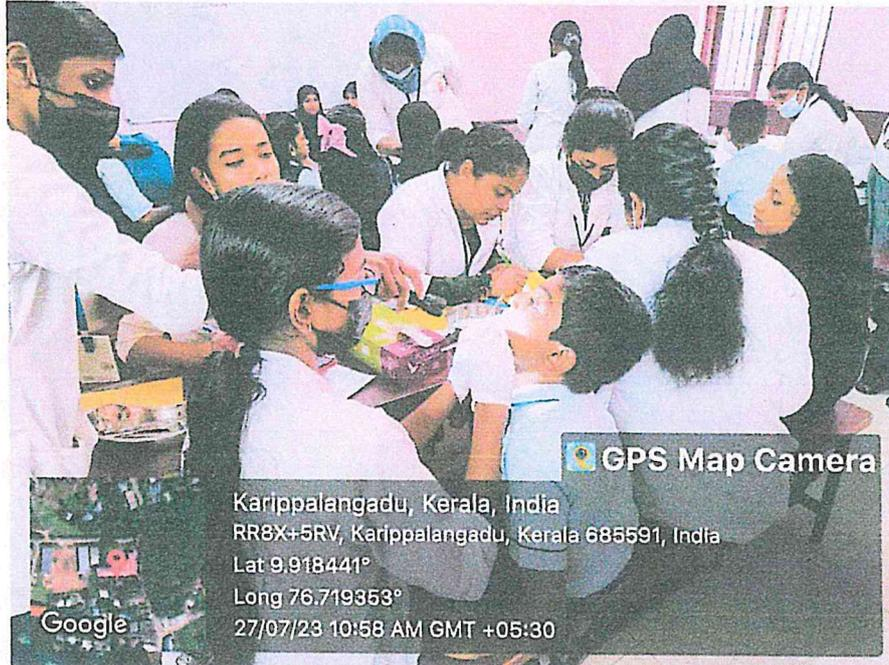 GPS Map Camera
Karippalangadu, Kerala, India
RR8X+5RV, Karippalangadu, Kerala 685591, India
Lat 9.918441°
Long 76.719353°
27/07/23 10:58 AM GMT +05:30
Google